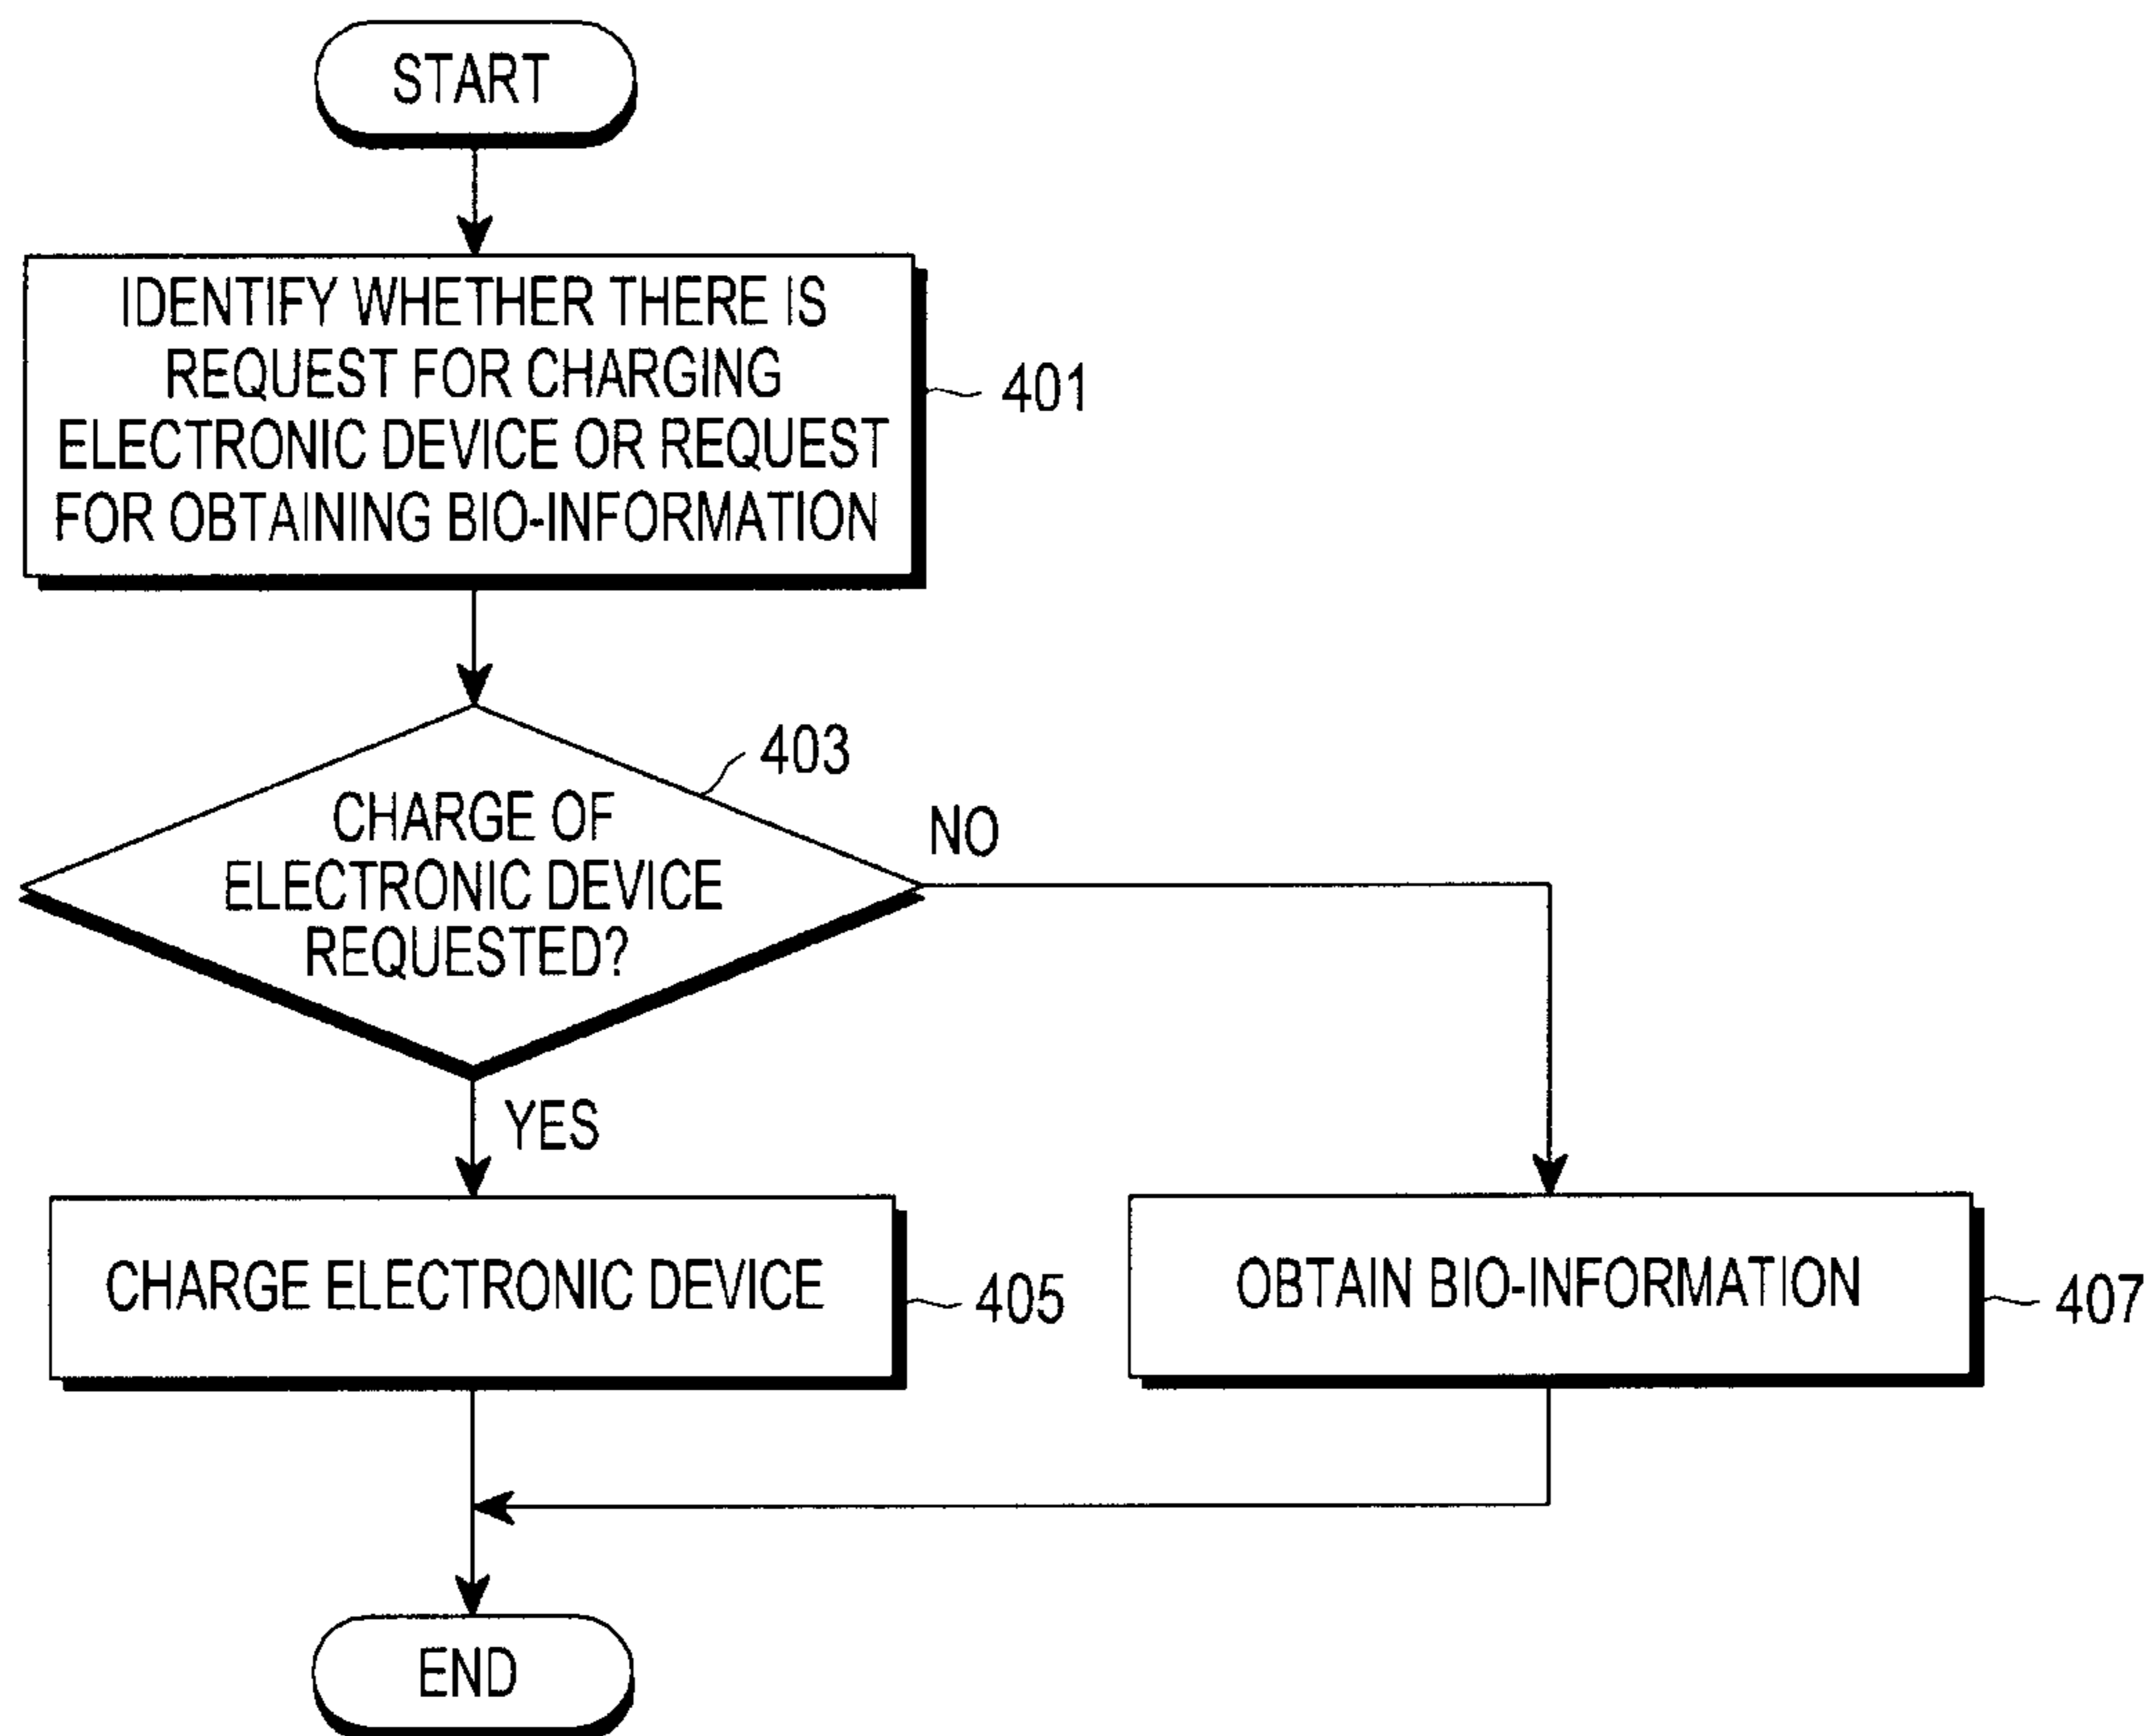 START
IDENTIFY WHETHER THERE IS
REQUEST FOR CHARGING
ELECTRONIC DEVICE OR REQUEST
FOR OBTAINING BIO-INFORMATION
401
403
CHARGE OF
ELECTRONIC DEVICE
REQUESTED?
NO
YES
CHARGE ELECTRONIC DEVICE
405
OBTAIN BIO-INFORMATION
407
END